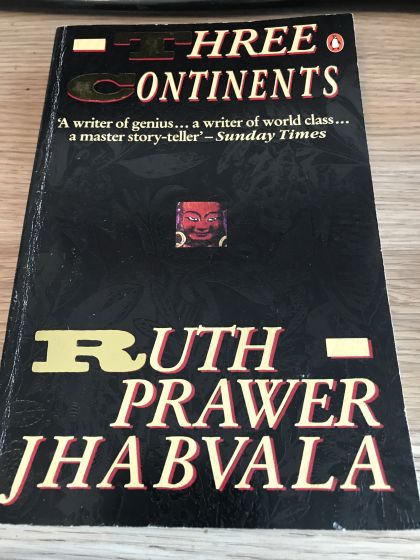 THREE
CONTINENTS
‘A writer of genius... a writer of world class...
a master story-teller’ – Sunday Times
RUTH
PRAWER
JHABVALA